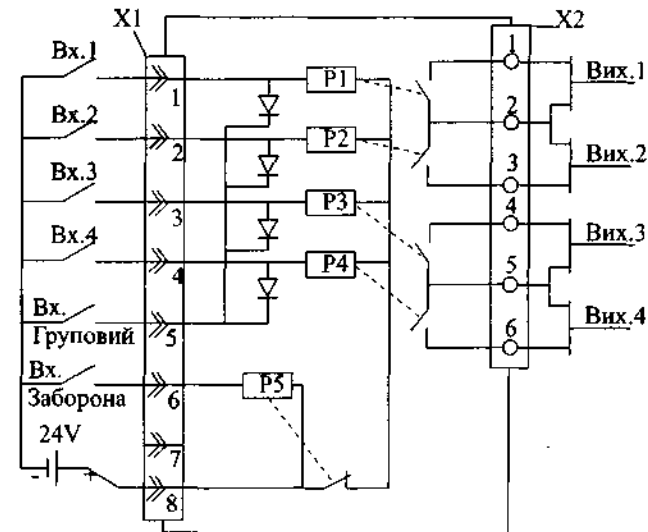 X1
X2
Вх.1
1
P1
1
Вих.1
Вх.2
2
P2
2
Вих.2
Вх.3
3
P3
3
4
Вих.3
Вх.4
4
P4
5
Вих.4
Вх.
Груповий
5
6
Вх.
Заборона
6
P5
24V
7
- +
8